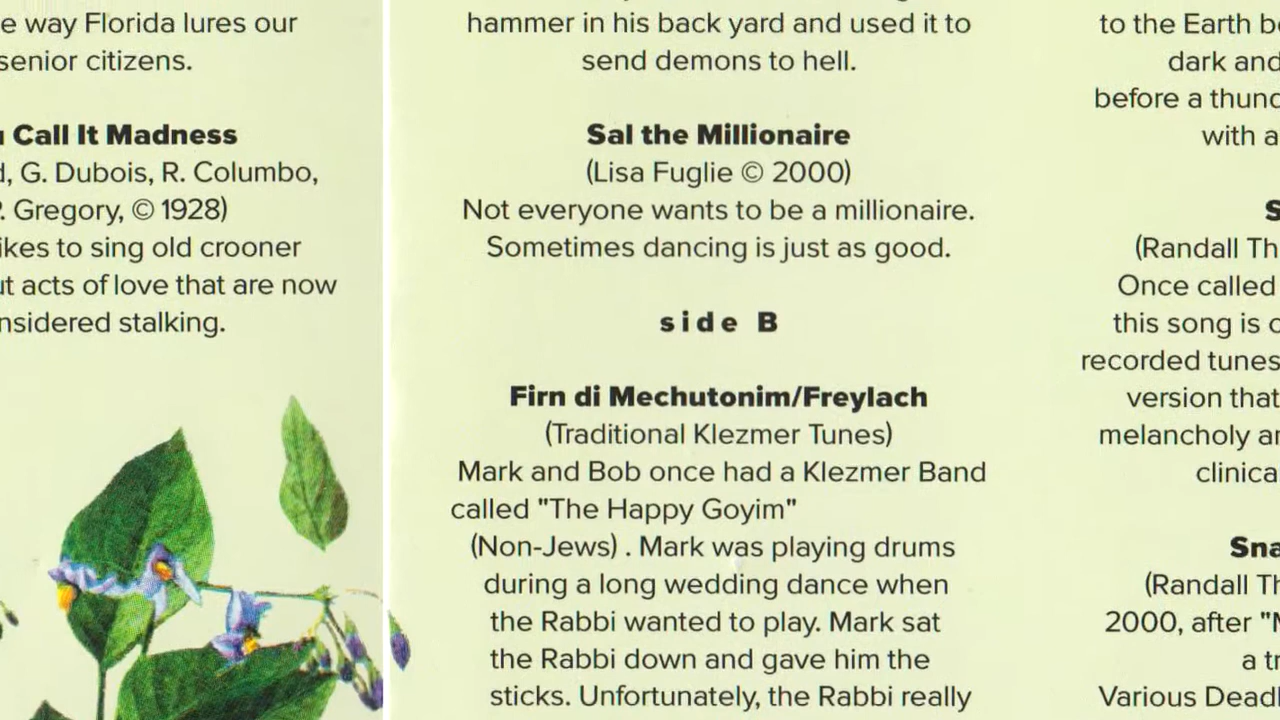 e way Florida lures our
senior citizens.
Call It Madness
G. Dubois, R. Columbo,
Gregory, © 1928)
ikes to sing old crooner
ut acts of love that are now
nsidered stalking.
hammer in his back yard and used it to
send demons to hell.
Sal the Millionaire
(Lisa Fuglie © 2000)
Not everyone wants to be a millionaire.
Sometimes dancing is just as good.
side B
Firn di Mechutonim/Freylach
(Traditional Klezmer Tunes)
Mark and Bob once had a Klezmer Band
called "The Happy Goyim"
(Non-Jews) . Mark was playing drums
during a long wedding dance when
the Rabbi wanted to play. Mark sat
the Rabbi down and gave him the
sticks. Unfortunately, the Rabbi really
to the Earth b
dark and
before a thun
with a
S
(Randall Th
Once called
this song is
recorded tunes
version that
melancholy a
clinica
Sna
(Randall Th
2000, after "
a t
Various Dead